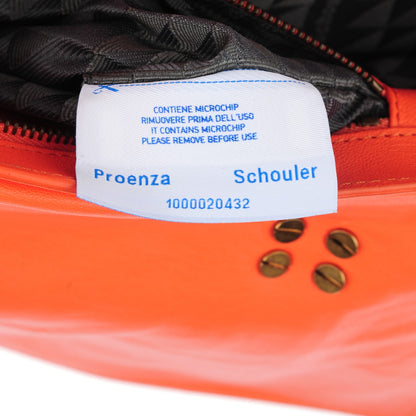 CONTIENE MICROCHIP
RIMUOVERE PRIMA DELL'USO
IT CONTAINS MICROCHIP
PLEASE REMOVE BEFORE USE
Proenza Schouler
1000020432